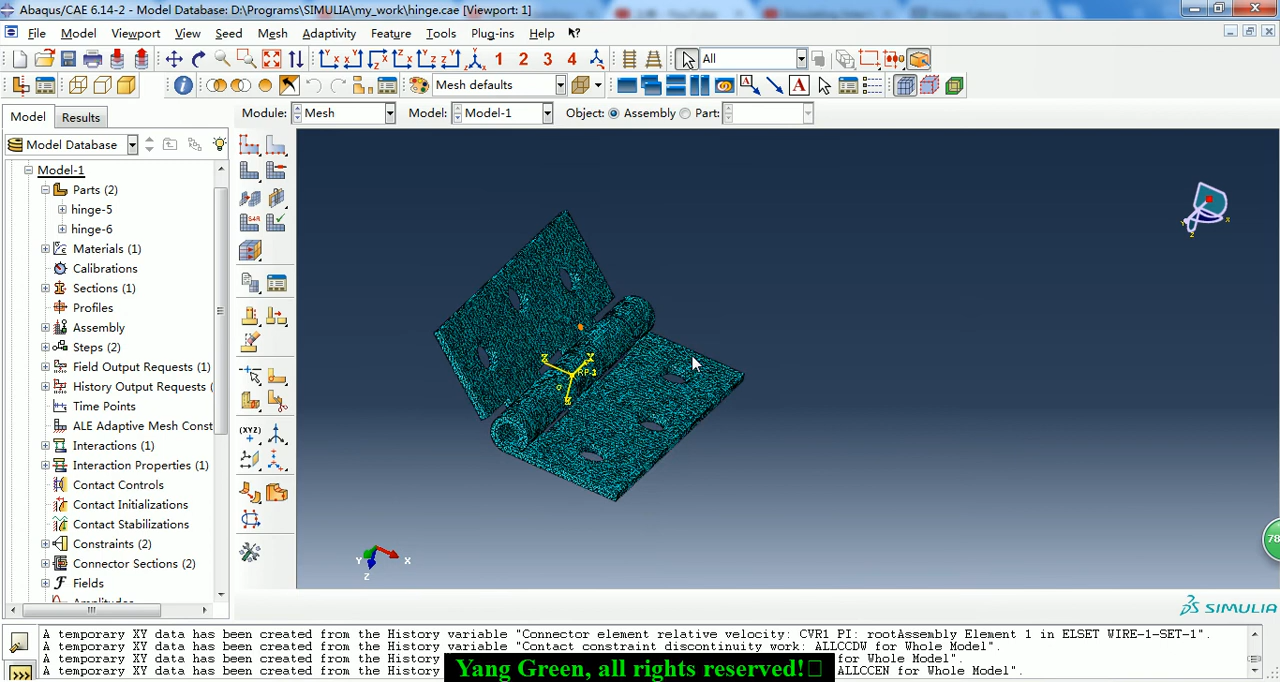 Abaqus/CAE 6.14-2 - Model Database: D:\Programs\SIMULIA\my_work\hinge.cae [Viewport: 1]
File Model Viewport View Seed Mesh Adaptivity Feature Tools Plug-ins Help
1 2 3 4 All
Mesh defaults
Model Results Module: Mesh Model: Model-1 Object: Assembly Part:
Model Database
Model-1
Parts (2)
hinge-5
hinge-6
Materials (1)
Calibrations
Sections (1)
Profiles
Assembly
Steps (2)
Field Output Requests (1)
History Output Requests (
Time Points
ALE Adaptive Mesh Const
Interactions (1)
Interaction Properties (1)
Contact Controls
Contact Initializations
Contact Stabilizations
Constraints (2)
Connector Sections (2)
Fields
S4R
(XYZ)
Y X
Z
78
SIMULIA
A temporary XY data has been created from the History variable "Connector element relative velocity: CVR1 PI: rootAssembly Element 1 in ELSET WIRE-1-SET-1".
A temporary XY data has been created from the History variable "Contact constraint discontinuity work: ALLCCDW for Whole Model".
A temporary XY data has been created from for Whole Model".
A temporary XY data has been created from ALLCCEN for Whole Model".
Yang Green, all rights reserved!